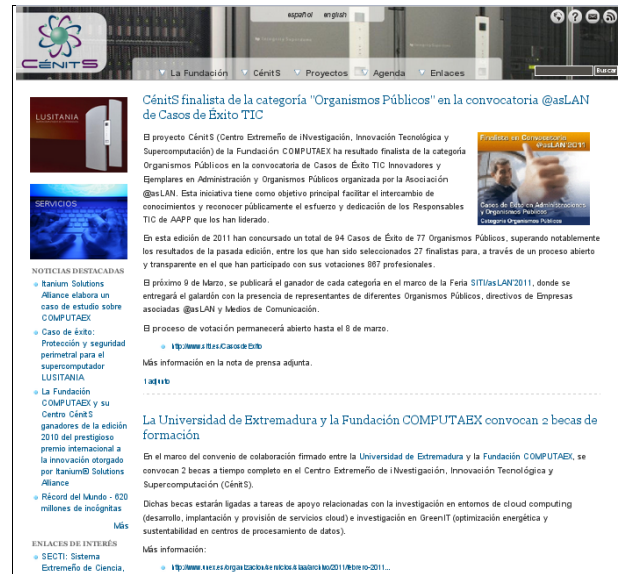 español english
CÉNITS
La Fundación CénitS Proyectos Agenda Enlaces
Buscar
LUSITANIA
SERVICIOS
NOTICIAS DESTACADAS
Itanium Solutions
Alliance elabora un
caso de estudio sobre
COMPUTAEX
Caso de éxito:
Protección y seguridad
perimetral para el
supercomputador
LUSITANIA
La Fundación
COMPUTAEX y su
Centro CénitS
ganadores de la edición
2010 del prestigioso
premio internacional a
la innovación otorgado
por Itanium® Solutions
Alliance
Récord del Mundo - 620
millones de incógnitas
Más
ENLACES DE INTERÉS
SECTI: Sistema
Extremeño de Ciencia,
CénitS finalista de la categoría "Organismos Públicos" en la convocatoria @asLAN
de Casos de Éxito TIC
El proyecto CénitS (Centro Extremeño de iNvestigación, Innovación Tecnológica y
Supercomputación) de la Fundación COMPUTAEX ha resultado finalista de la categoría
Organismos Públicos en la convocatoria de Casos de Éxito TIC Innovadores y
Ejemplares en Administración y Organismos Públicos organizada por la Asociación
@asLAN. Esta iniciativa tiene como objetivo principal facilitar el intercambio de
conocimientos y reconocer públicamente el esfuerzo y dedicación de los Responsables
TIC de AAPP que los han liderado.
Finalista en Convocatoria
@asLAN'2011
Casos de Éxito en Administraciones
y Organismos Públicos
Categoría Organismos Públicos
En esta edición de 2011 han concursado un total de 94 Casos de Éxito de 77 Organismos Públicos, superando notablemente
los resultados de la pasada edición, entre los que han sido seleccionados 27 finalistas para, a través de un proceso abierto
y transparente en el que han participado con sus votaciones 867 profesionales.
El próximo 9 de Marzo, se publicará el ganador de cada categoría en el marco de la Feria SITI/asLAN'2011, donde se
entregará el galardón con la presencia de representantes de diferentes Organismos Públicos, directivos de Empresas
asociadas @asLAN y Medios de Comunicación.
El proceso de votación permanecerá abierto hasta el 8 de marzo.
http://www.siti.es/CasosdeExito
Más información en la nota de prensa adjunta.
1 adjunto
La Universidad de Extremadura y la Fundación COMPUTAEX convocan 2 becas de
formación
En el marco del convenio de colaboración firmado entre la Universidad de Extremadura y la Fundación COMPUTAEX, se
convocan 2 becas a tiempo completo en el Centro Extremeño de iNvestigación, Innovación Tecnológica y
Supercomputación (CénitS).
Dichas becas estarán ligadas a tareas de apoyo relacionadas con la investigación en entornos de cloud computing
(desarrollo, implantación y provisión de servicios cloud) e investigación en GreenIT (optimización energética y
sustentabilidad en centros de procesamiento de datos).
Más información:
http://www.unex.es/organizacion/servicios/siaa/archivo/2011/febrero-2011...